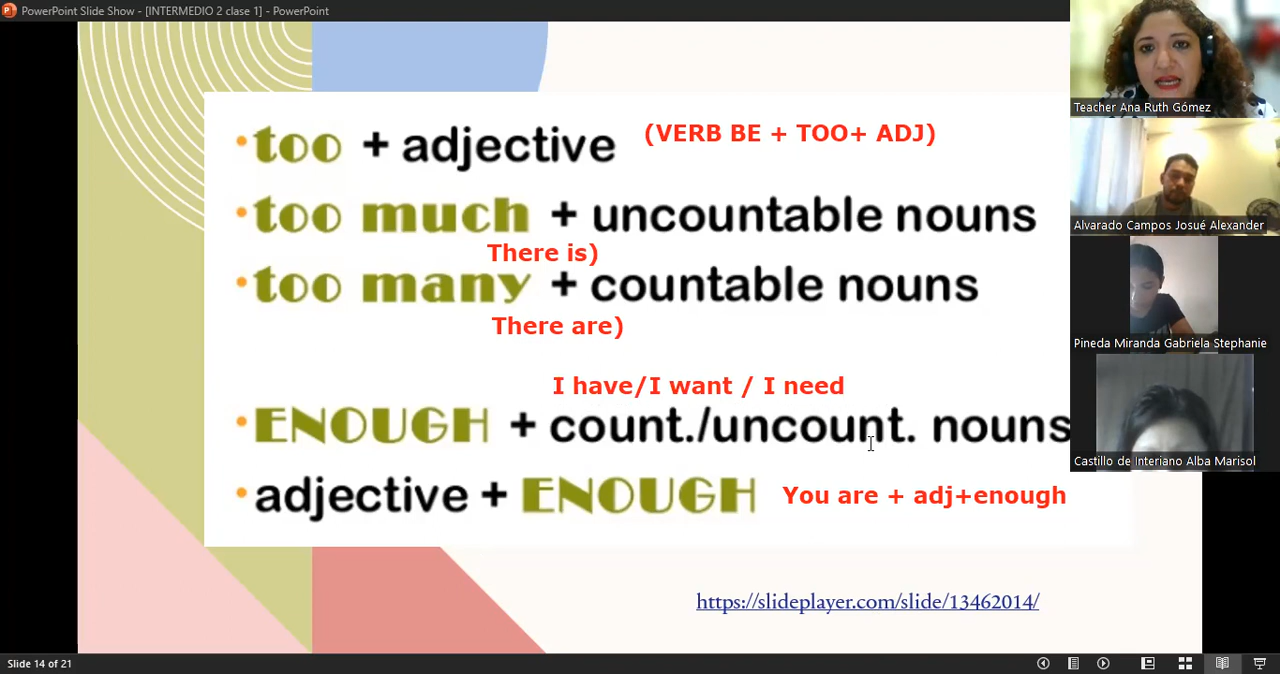 PowerPoint Slide Show - [INTERMEDIO 2 clase 1] - PowerPoint
•too + adjective (VERB BE + TOO+ ADJ)
•too much + uncountable nouns
There is)
•too many + countable nouns
There are)
I have/I want / I need
•ENOUGH + count./uncount. nouns
•adjective + ENOUGH You are + adj+enough
https://slideplayer.com/slide/13462014/
Teacher Ana Ruth Gómez
Alvarado Campos Josué Alexander
Pineda Miranda Gabriela Stephanie
Castillo de Interiano Alba Marisol
Slide 14 of 21